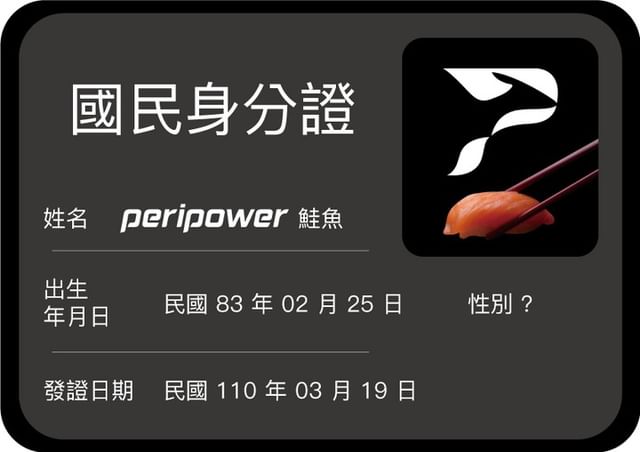 國民身分證
姓名 peripower 鮭魚
出生
年月日 民國 83 年 02 月 25 日 性別？
發證日期 民國 110 年 03 月 19 日